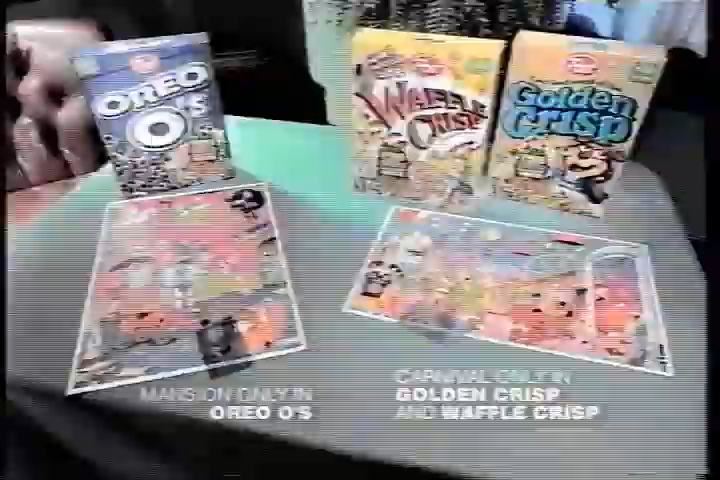 OREO
O's
WAFFLE
CRISP
Golden
Crisp
MANSION ONLY IN
OREO O'S
CARNIVAL ONLY IN
GOLDEN CRISP
AND WAFFLE CRISP